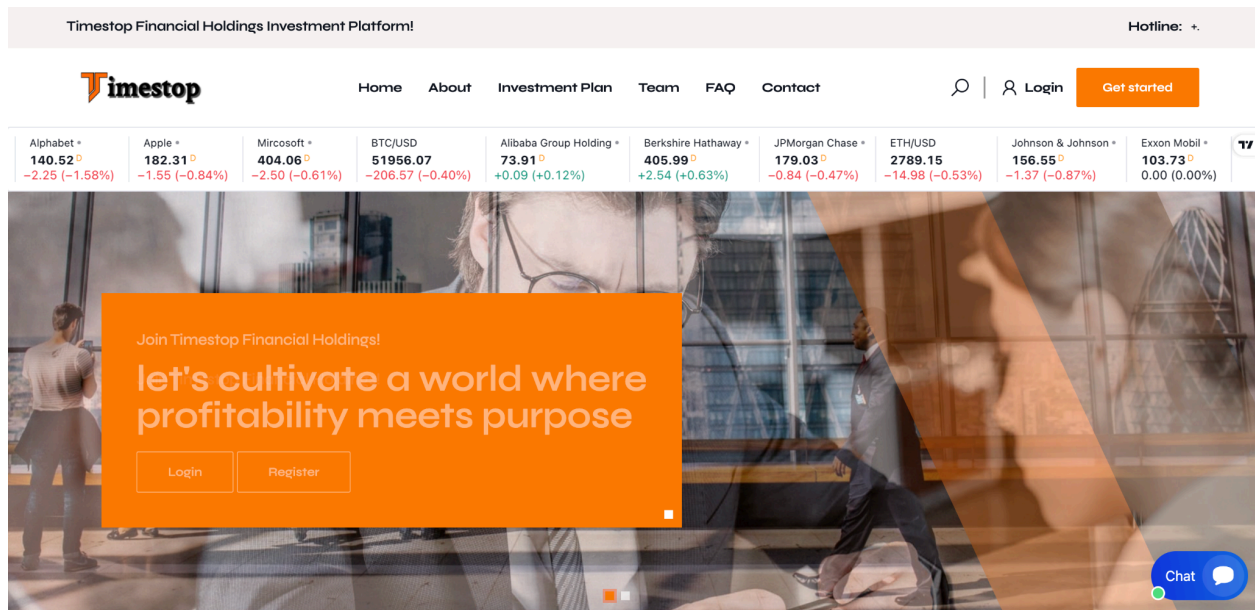 Timestop Financial Holdings Investment Platform!
Hotline: +.
Timestop
Home About Investment Plan Team FAQ Contact
Login
Get started
Alphabet
140.52 D
−2.25 (−1.58%)
Apple
182.31 D
−1.55 (−0.84%)
Mircosoft
404.06 D
−2.50 (−0.61%)
BTC/USD
51956.07
−206.57 (−0.40%)
Alibaba Group Holding
73.91 D
+0.09 (+0.12%)
Berkshire Hathaway
405.99 D
+2.54 (+0.63%)
JPMorgan Chase
179.03 D
−0.84 (−0.47%)
ETH/USD
2789.15
−14.98 (−0.53%)
Johnson & Johnson
156.55 D
−1.37 (−0.87%)
Exxon Mobil
103.73 D
0.00 (0.00%)
Join Timestop Financial Holdings!
let's cultivate a world where
profitability meets purpose
Login
Register
Chat